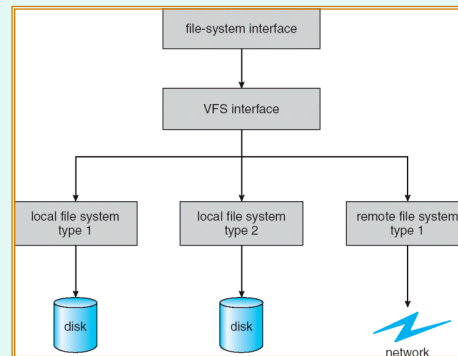 file-system interface
VFS interface
local file system
type 1
local file system
type 2
remote file system
type 1
disk
disk
network